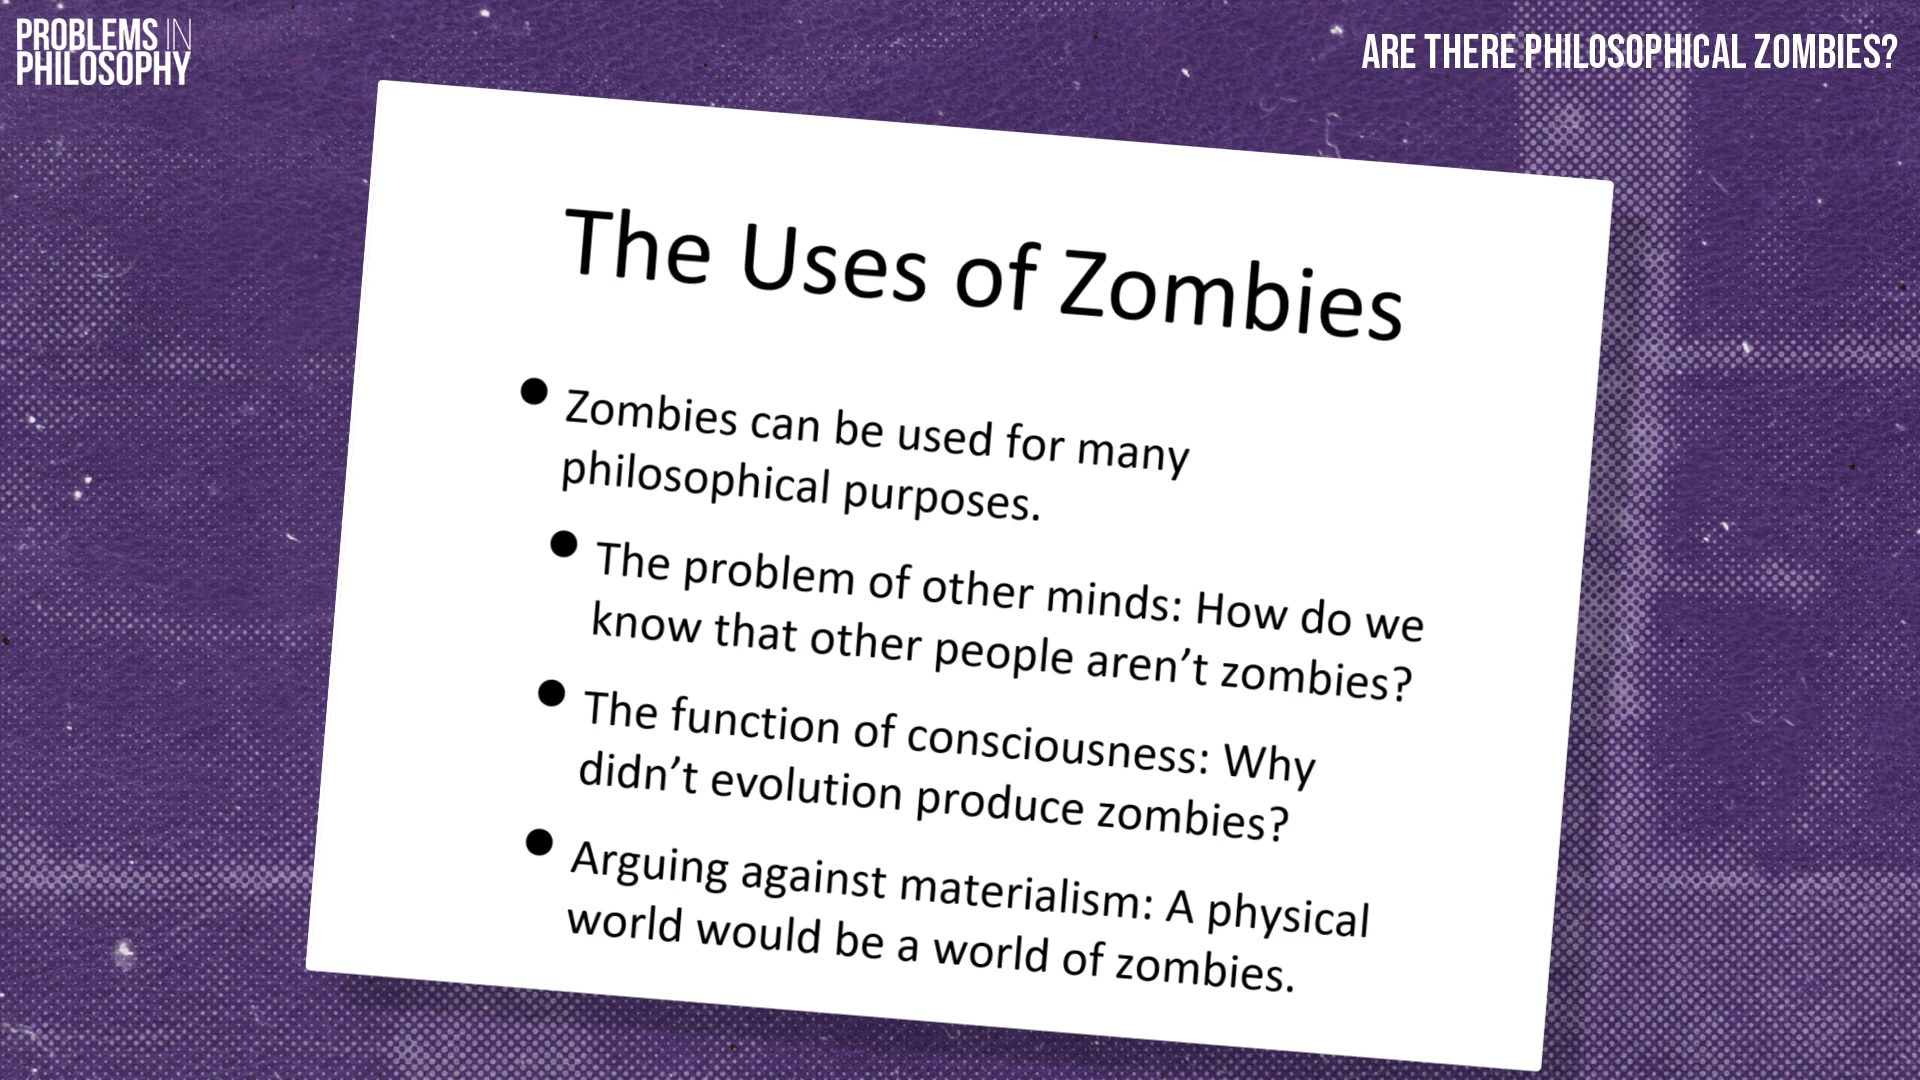 PROBLEMS IN
PHILOSOPHY
ARE THERE PHILOSOPHICAL ZOMBIES?
The Uses of Zombies
● Zombies can be used for many
philosophical purposes.
● The problem of other minds: How do we
know that other people aren’t zombies?
● The function of consciousness: Why
didn’t evolution produce zombies?
● Arguing against materialism: A physical
world would be a world of zombies.